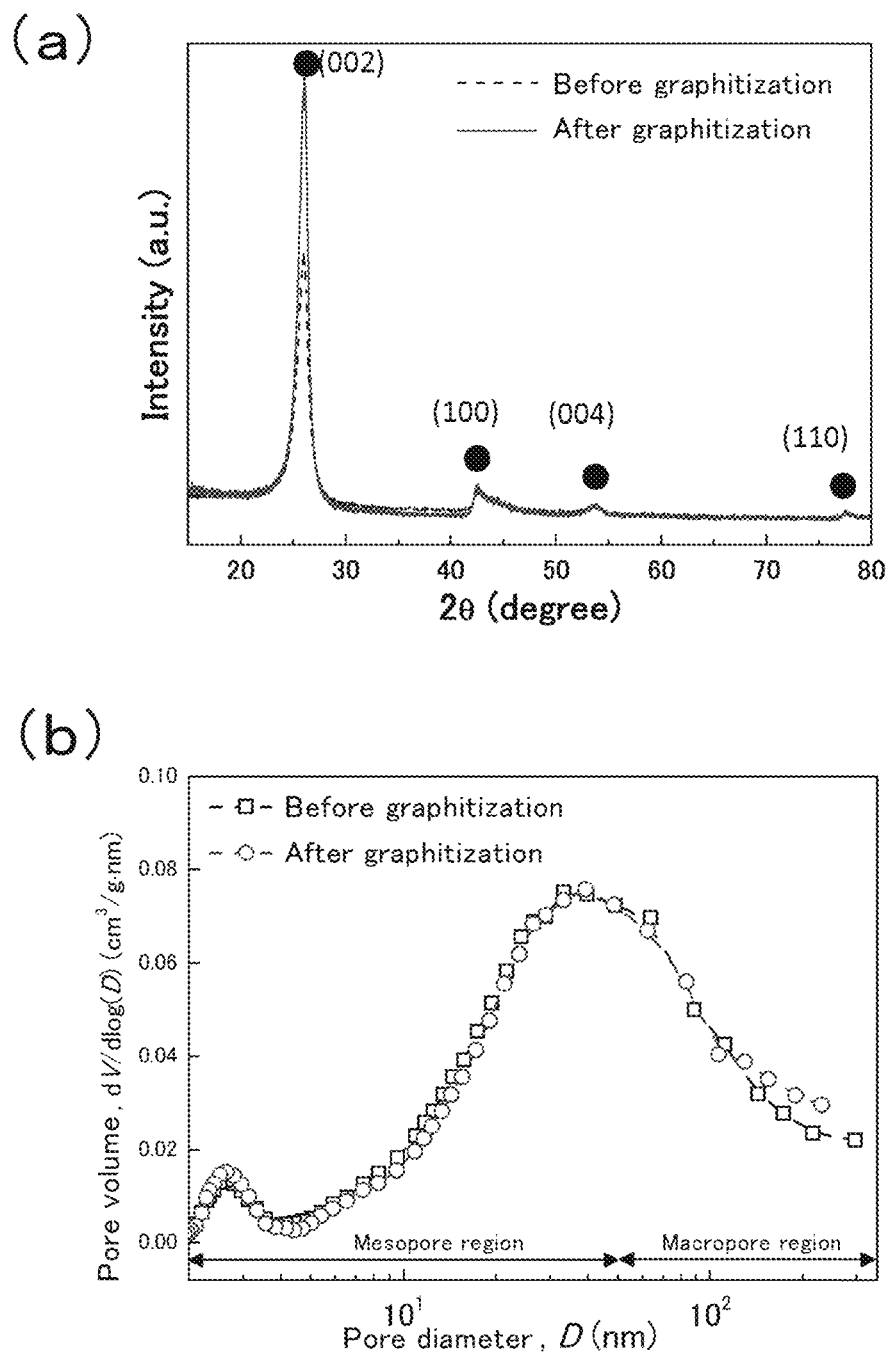 (a)
(002)
Before graphitization
After graphitization
Intensity (a.u.)
(100)
(004)
(110)
20 30 40 50 60 70 80
2θ (degree)
(b)
0.10
Before graphitization
After graphitization
0.08
0.06
0.04
0.02
0.00
Pore volume, dV/dlog(D) (cm³/g·nm)
Mesopore region
Macropore region
10¹ 10²
Pore diameter, D (nm)